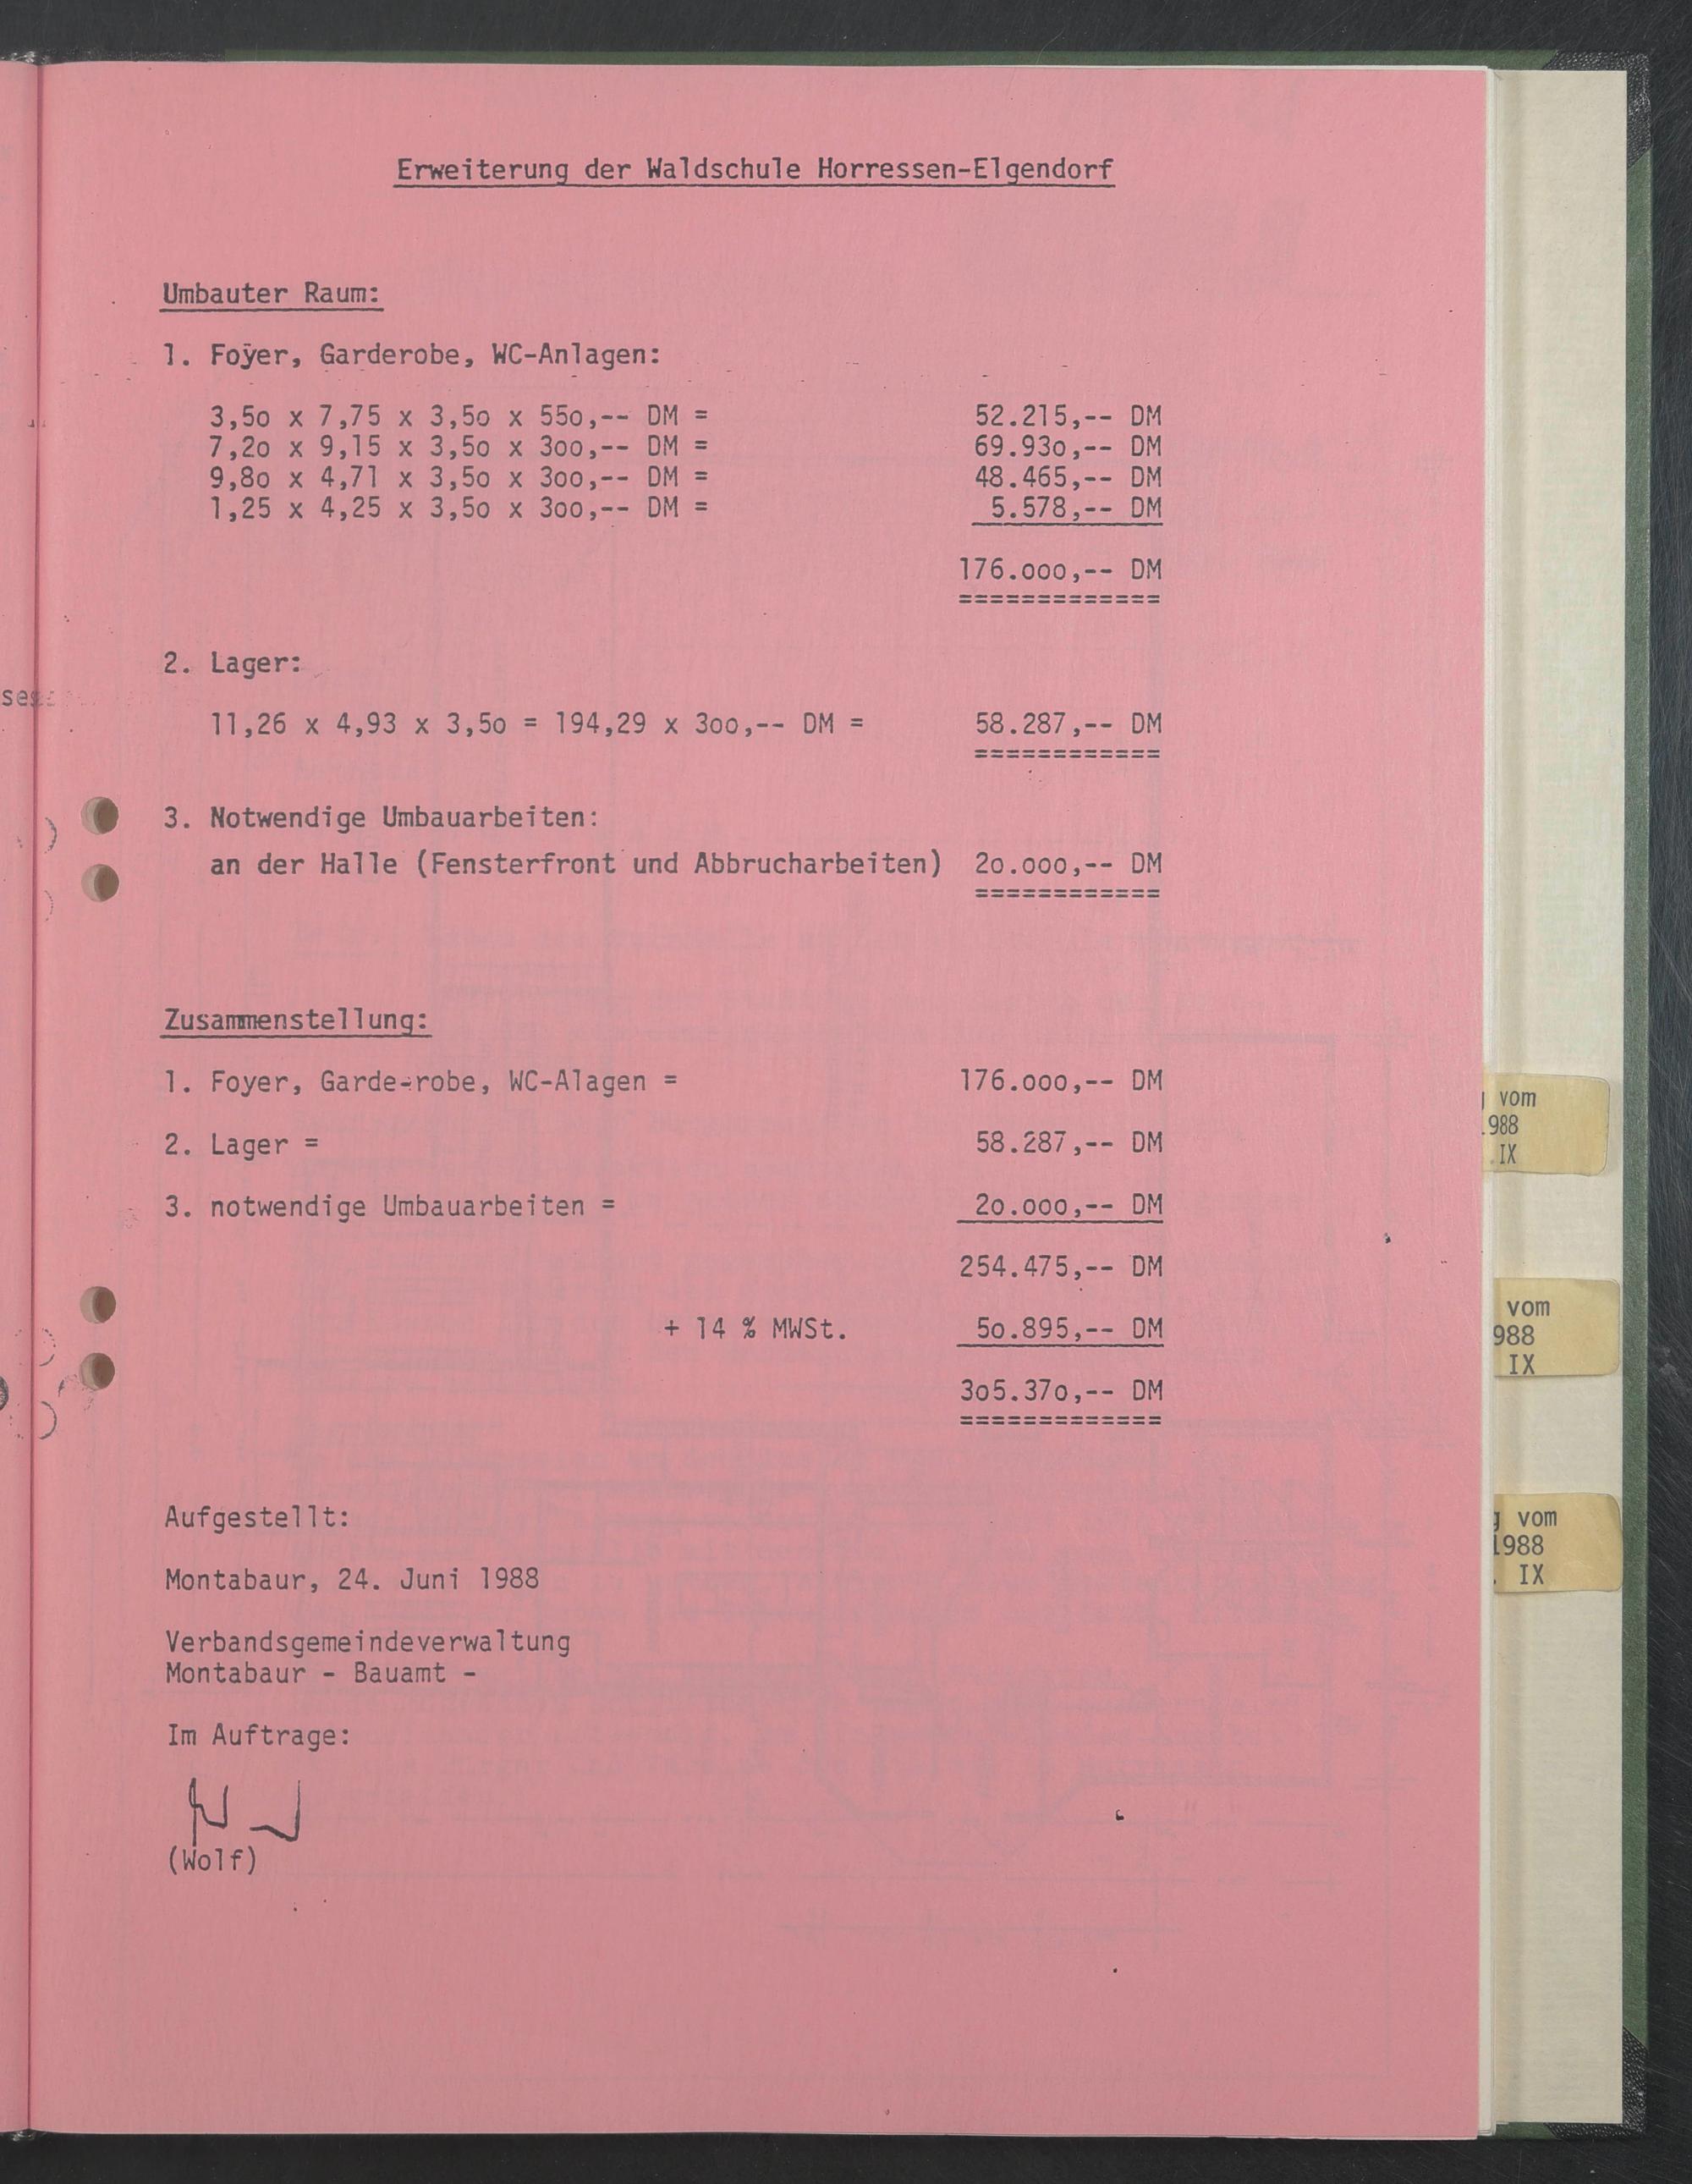 Erweiterung der Waldschule Horressen-Elgendorf
Umbauter Raum:
1. Foyer, Garderobe, WC-Anlagen:
3,5o x 7,75 x 3,5o x 55o,-- DM = 52.215,-- DM
7,2o x 9,15 x 3,5o x 3oo,-- DM = 69.93o,-- DM
9,8o x 4,71 x 3,5o x 3oo,-- DM = 48.465,-- DM
1,25 x 4,25 x 3,5o x 3oo,-- DM = 5.578,-- DM
176.ooo,-- DM
=============
2. Lager:
11,26 x 4,93 x 3,5o = 194,29 x 3oo,-- DM = 58.287,-- DM
============
3. Notwendige Umbauarbeiten:
an der Halle (Fensterfront und Abbrucharbeiten) 2o.ooo,-- DM
============
Zusammenstellung:
1. Foyer, Garde-robe, WC-Alagen = 176.ooo,-- DM
2. Lager = 58.287,-- DM
3. notwendige Umbauarbeiten = 2o.ooo,-- DM
254.475,-- DM
+ 14 % MWSt. 5o.895,-- DM
3o5.37o,-- DM
=============
Aufgestellt:
Montabaur, 24. Juni 1988
Verbandsgemeindeverwaltung
Montabaur - Bauamt -
Im Auftrage:
(Wolf)
vom
988
.IX
vom
988
IX
g vom
1988
. IX